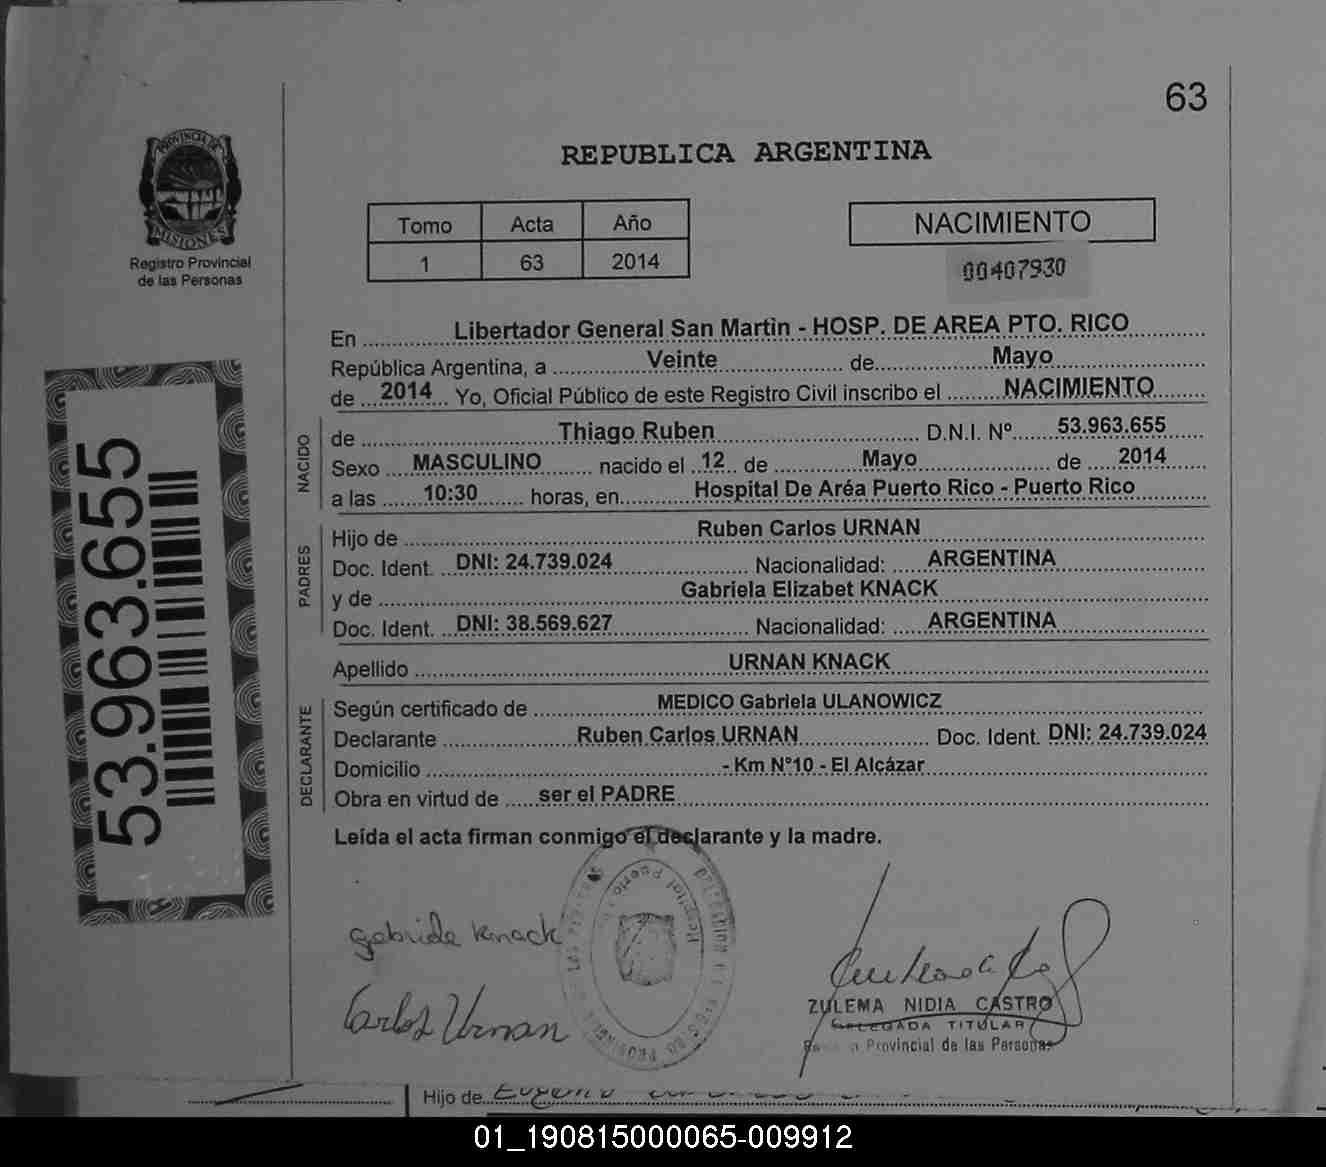 63
PROVINCIA DE
MISIONES
Registro Provincial
de las Personas
REPUBLICA ARGENTINA
Tomo Acta Año
1 63 2014
NACIMIENTO
00407930
En Libertador General San Martin - HOSP. DE AREA PTO. RICO
República Argentina, a Veinte de Mayo
de 2014 Yo, Oficial Público de este Registro Civil inscribo el NACIMIENTO
NACIDO
de Thiago Ruben D.N.I. Nº 53.963.655
Sexo MASCULINO nacido el 12 de Mayo de 2014
a las 10:30 horas, en Hospital De Aréa Puerto Rico - Puerto Rico
PADRES
Hijo de Ruben Carlos URNAN
Doc. Ident. DNI: 24.739.024 Nacionalidad: ARGENTINA
y de Gabriela Elizabet KNACK
Doc. Ident. DNI: 38.569.627 Nacionalidad: ARGENTINA
Apellido URNAN KNACK
DECLARANTE
Según certificado de MEDICO Gabriela ULANOWICZ
Declarante Ruben Carlos URNAN Doc. Ident. DNI: 24.739.024
Domicilio - Km N°10 - El Alcázar
Obra en virtud de ser el PADRE
Leída el acta firman conmigo el declarante y la madre.
53.963.655
gabriela Knack
Carlos Urnan
Hospital Puerto
ZULEMA NIDIA CASTRO
DELEGADA TITULAR
Provincial de las Personas
Hijo de
01_190815000065-009912